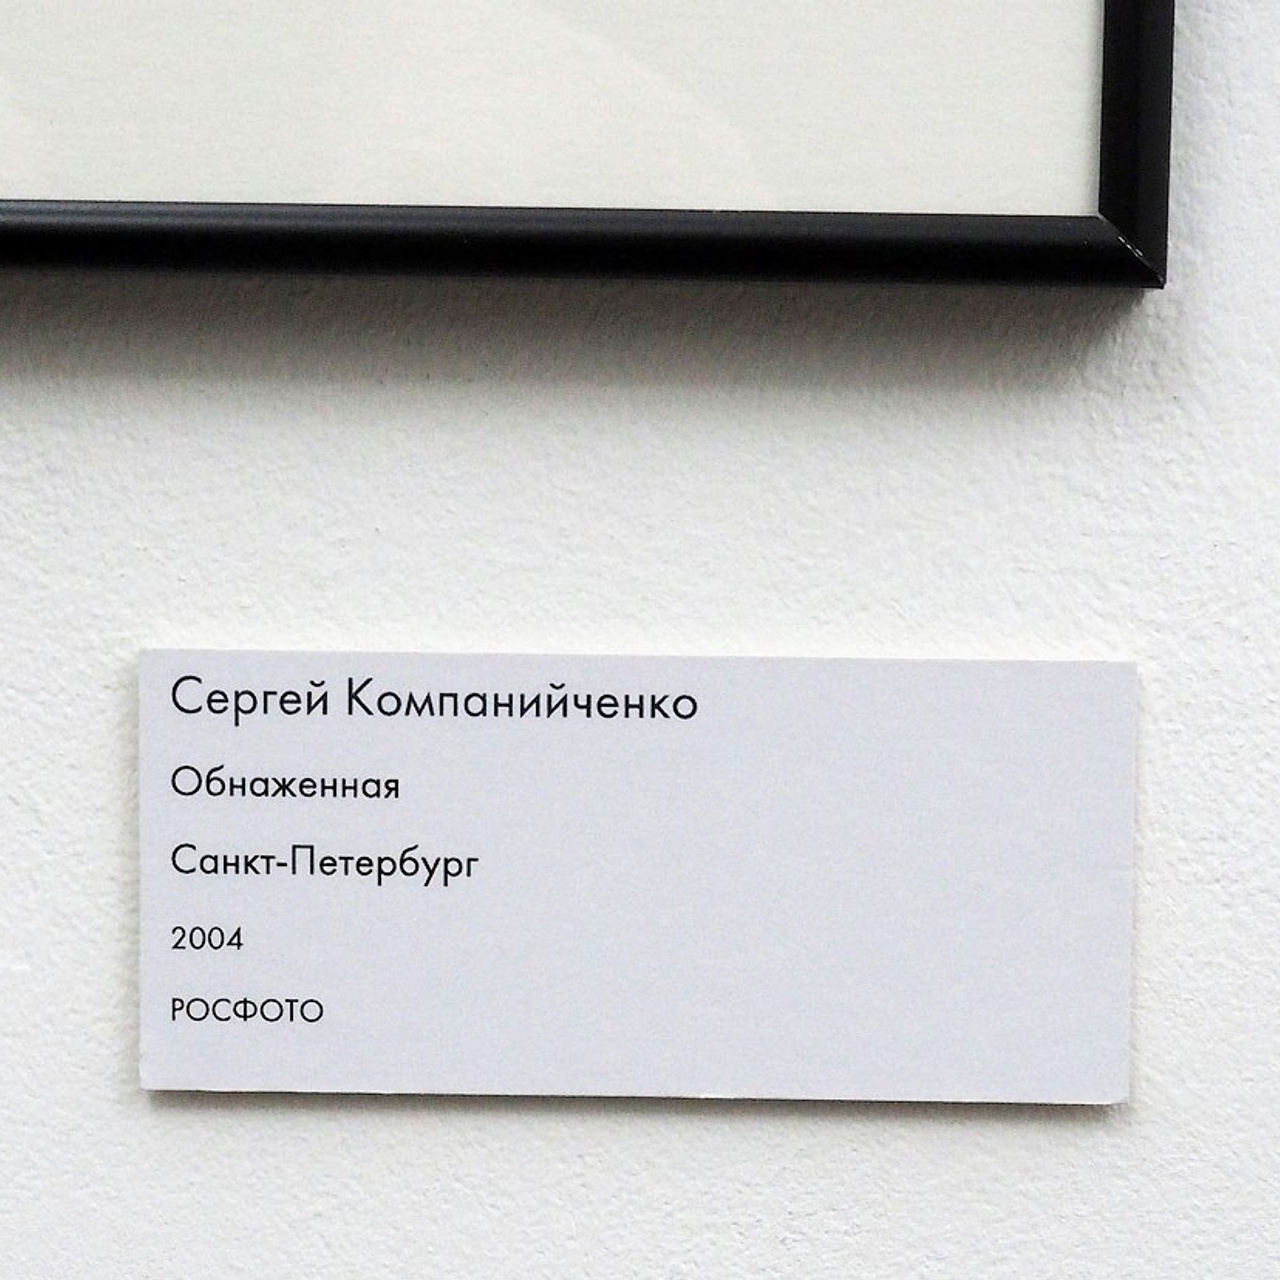 Сергей Компанийченко
Обнаженная
Санкт-Петербург
2004
РОСФОТО